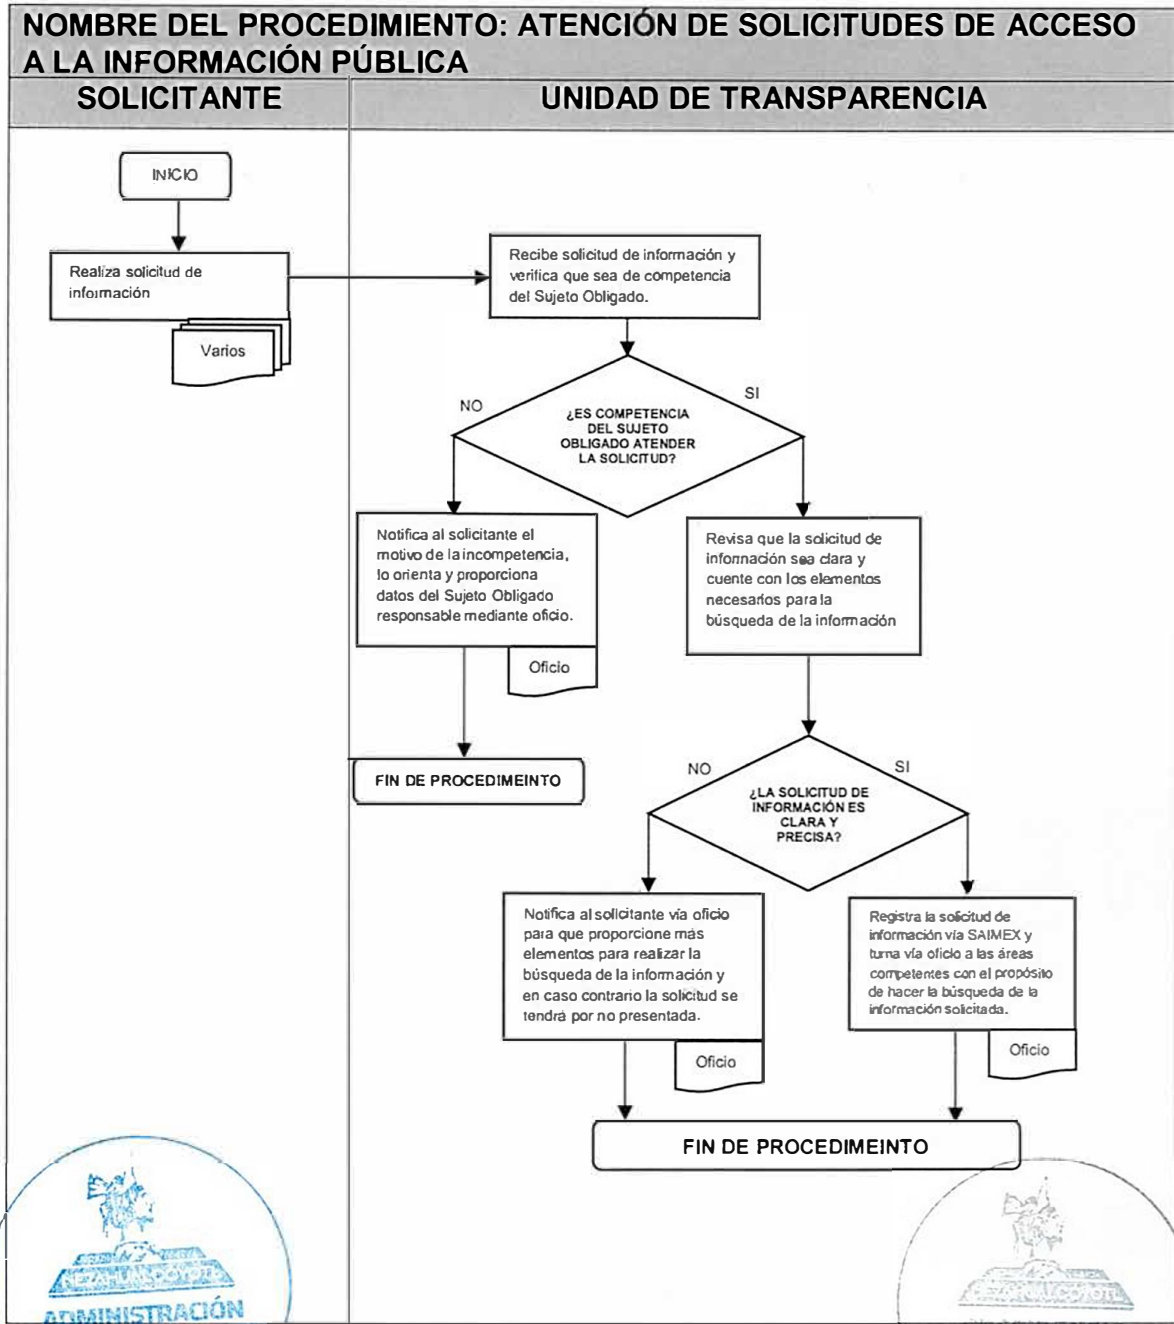 NOMBRE DEL PROCEDIMIENTO: ATENCIÓN DE SOLICITUDES DE ACCESO
A LA INFORMACIÓN PÚBLICA
SOLICITANTE
UNIDAD DE TRANSPARENCIA
INICIO
Realiza solicitud de
información
Varios
Recibe solicitud de información y
verifica que sea de competencia
del Sujeto Obligado.
¿ES COMPETENCIA
DEL SUJETO
OBLIGADO ATENDER
LA SOLICITUD?
NO
SI
Notifica al solicitante el
motivo de la incompetencia,
lo orienta y proporciona
datos del Sujeto Obligado
responsable mediante oficio.
Oficio
FIN DE PROCEDIMEINTO
Revisa que la solicitud de
información sea clara y
cuente con los elementos
necesarios para la
búsqueda de la información
¿LA SOLICITUD DE
INFORMACIÓN ES
CLARA Y
PRECISA?
NO
SI
Notifica al solicitante vía oficio
para que proporcione más
elementos para realizar la
búsqueda de la información y
en caso contrario la solicitud se
tendrá por no presentada.
Oficio
Registra la solicitud de
información vía SAIMEX y
turna vía oficio a las áreas
competentes con el propósito
de hacer la búsqueda de la
información solicitada.
Oficio
FIN DE PROCEDIMEINTO
NEZAHUALCÓYOTL
ADMINISTRACIÓN
NEZAHUALCÓYOTL